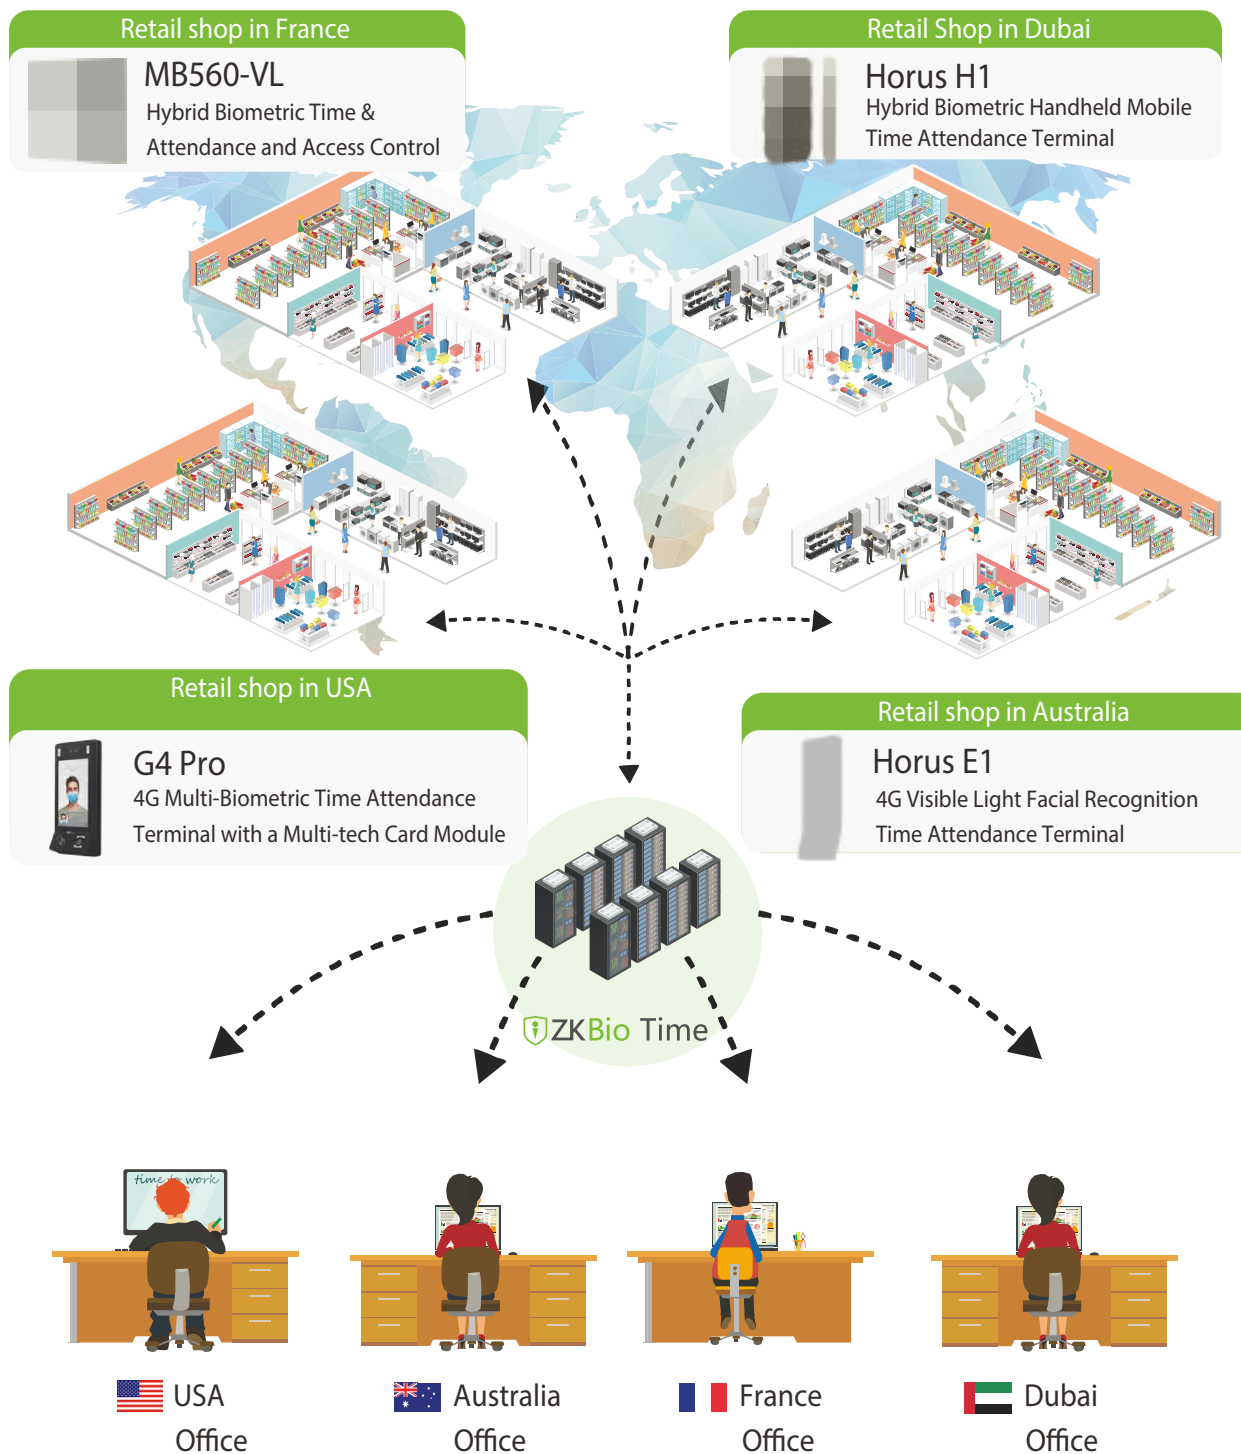 Retail shop in France
MB560-VL
Hybrid Biometric Time &
Attendance and Access Control
Retail Shop in Dubai
Horus H1
Hybrid Biometric Handheld Mobile
Time Attendance Terminal
Retail shop in USA
G4 Pro
4G Multi-Biometric Time Attendance
Terminal with a Multi-tech Card Module
Retail shop in Australia
Horus E1
4G Visible Light Facial Recognition
Time Attendance Terminal
ZKBio Time
time to work
USA
Office
Australia
Office
France
Office
Dubai
Office